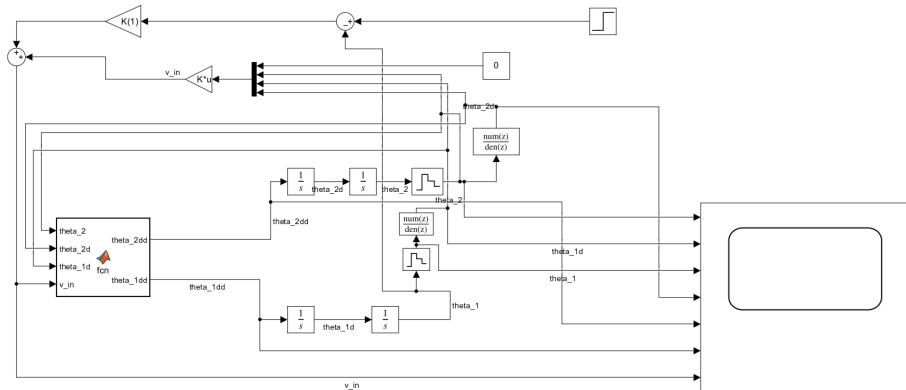 K(1)
−+
+
+
v_in
K*u
0
theta_2d
num(z)
den(z)
1
s
theta_2d
1
s
theta_2
theta_2
theta_2dd
num(z)
den(z)
theta_1d
theta_1
theta_2
theta_2d
theta_1d
v_in
fcn
theta_2dd
theta_1dd
theta_1dd
1
s
theta_1d
1
s
theta_1
v_in